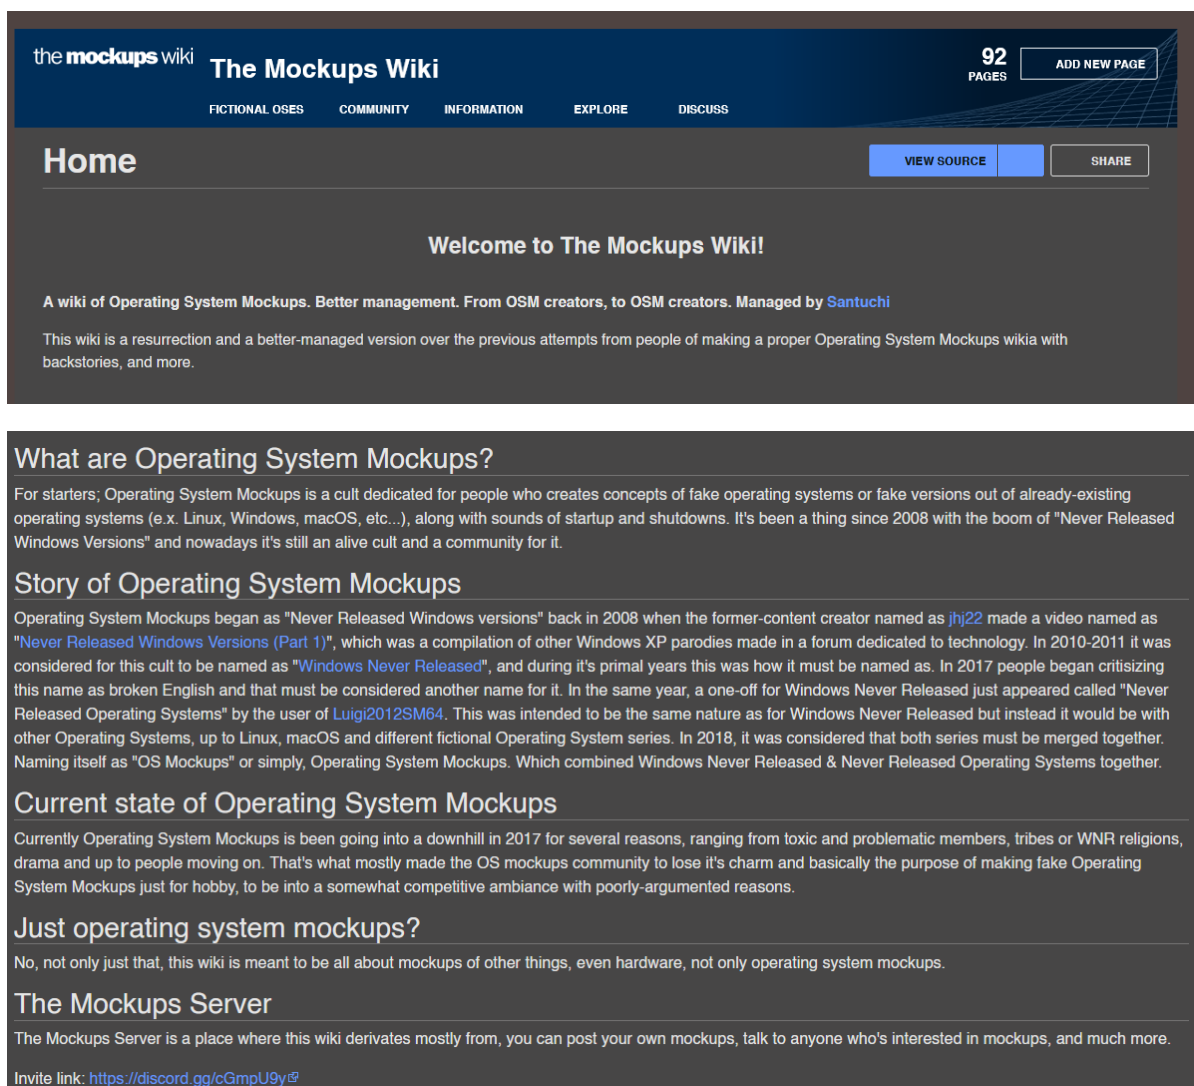 the mockups wiki
The Mockups Wiki
92
PAGES
ADD NEW PAGE
FICTIONAL OSES
COMMUNITY
INFORMATION
EXPLORE
DISCUSS
Home
VIEW SOURCE
SHARE
Welcome to The Mockups Wiki!
A wiki of Operating System Mockups. Better management. From OSM creators, to OSM creators. Managed by Santuchi
This wiki is a resurrection and a better-managed version over the previous attempts from people of making a proper Operating System Mockups wikia with
backstories, and more.
What are Operating System Mockups?
For starters; Operating System Mockups is a cult dedicated for people who creates concepts of fake operating systems or fake versions out of already-existing
operating systems (e.x. Linux, Windows, macOS, etc...), along with sounds of startup and shutdowns. It's been a thing since 2008 with the boom of "Never Released
Windows Versions" and nowadays it's still an alive cult and a community for it.
Story of Operating System Mockups
Operating System Mockups began as "Never Released Windows versions" back in 2008 when the former-content creator named as jhj22 made a video named as
"Never Released Windows Versions (Part 1)", which was a compilation of other Windows XP parodies made in a forum dedicated to technology. In 2010-2011 it was
considered for this cult to be named as "Windows Never Released", and during it's primal years this was how it must be named as. In 2017 people began critisizing
this name as broken English and that must be considered another name for it. In the same year, a one-off for Windows Never Released just appeared called "Never
Released Operating Systems" by the user of Luigi2012SM64. This was intended to be the same nature as for Windows Never Released but instead it would be with
other Operating Systems, up to Linux, macOS and different fictional Operating System series. In 2018, it was considered that both series must be merged together.
Naming itself as "OS Mockups" or simply, Operating System Mockups. Which combined Windows Never Released & Never Released Operating Systems together.
Current state of Operating System Mockups
Currently Operating System Mockups is been going into a downhill in 2017 for several reasons, ranging from toxic and problematic members, tribes or WNR religions,
drama and up to people moving on. That's what mostly made the OS mockups community to lose it's charm and basically the purpose of making fake Operating
System Mockups just for hobby, to be into a somewhat competitive ambiance with poorly-argumented reasons.
Just operating system mockups?
No, not only just that, this wiki is meant to be all about mockups of other things, even hardware, not only operating system mockups.
The Mockups Server
The Mockups Server is a place where this wiki derivates mostly from, you can post your own mockups, talk to anyone who's interested in mockups, and much more.
Invite link: https://discord.gg/cGmpU9y